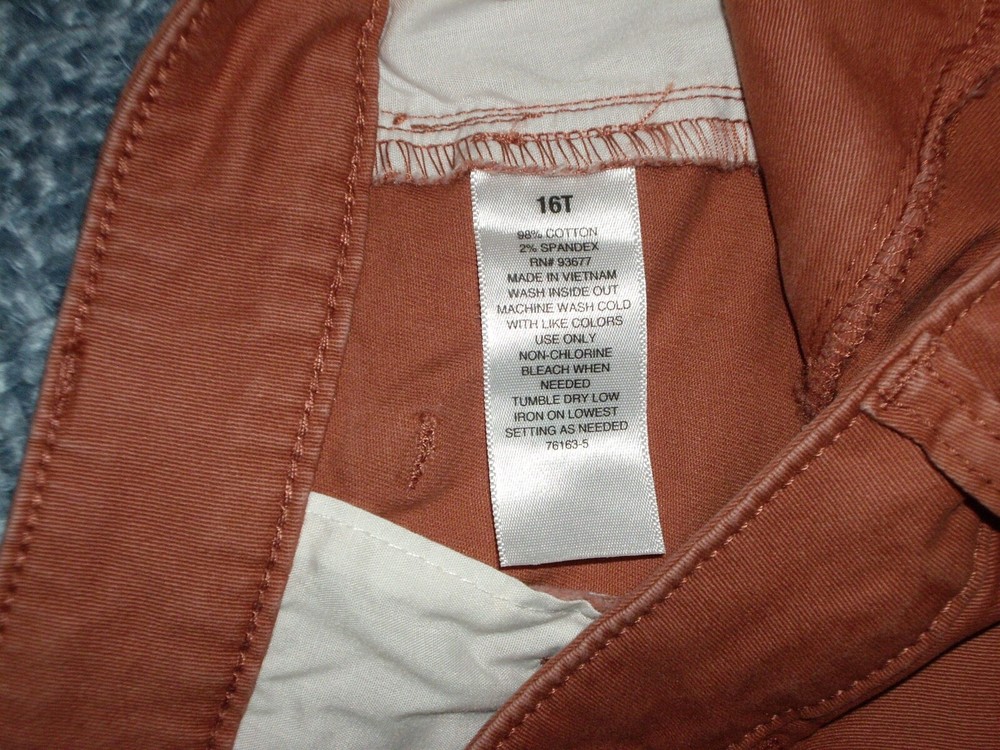 16T
98% COTTON
2% SPANDEX
RN# 93677
MADE IN VIETNAM
WASH INSIDE OUT
MACHINE WASH COLD
WITH LIKE COLORS
USE ONLY
NON-CHLORINE
BLEACH WHEN
NEEDED
TUMBLE DRY LOW
IRON ON LOWEST
SETTING AS NEEDED
76163-5